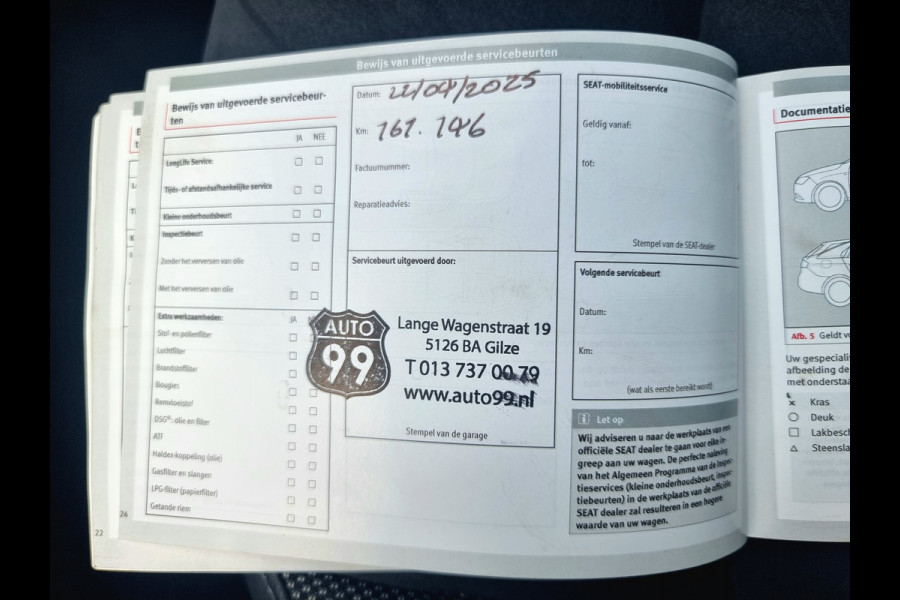 Bewijs van uitgevoerde servicebeurten
Bewijs van uitgevoerde servicebeur-
ten
JA NEE
LongLife Service:
Tijds- of afstandsafhankelijke service
Kleine onderhoudsbeurt
Inspectiebeurt
Zonder het verversen van olie
Met het verversen van olie
Extra werkzaamheden: JA
Stof- en pollenfilter
Luchtfilter
Brandstoffilter
Bougies
Remvloeistof
DSG®: olie en filter
ATF
Haldex-koppeling (olie)
Gasfilter en slangen
LPG-filter (papierfilter)
Getande riem
22
24
Datum: 22/04/2025
Km: 161.146
Factuurnummer:
Reparatieadvies:
Servicebeurt uitgevoerd door:
AUTO
99
Lange Wagenstraat 19
5126 BA Gilze
T 013 737 00 79
www.auto99.nl
Stempel van de garage
SEAT-mobiliteitsservice
Geldig vanaf:
tot:
Stempel van de SEAT-dealer
Volgende servicebeurt
Datum:
Km:
(wat als eerste bereikt wordt)
Let op
Wij adviseren u naar de werkplaats van een
officiële SEAT dealer te gaan voor elke in-
greep aan uw wagen. De perfecte naleving
van het Algemeen Programma van de Inspec-
tieservices (kleine onderhoudsbeurt, inspec-
tiebeurten) in de werkplaats van de officiële
SEAT dealer zal resulteren in een hogere
waarde van uw wagen.
Documentatie
Afb. 5 Geldt v
Uw gespeciali
afbeelding de
met onderstaa
Kras
Deuk
Lakbesch
Steensla